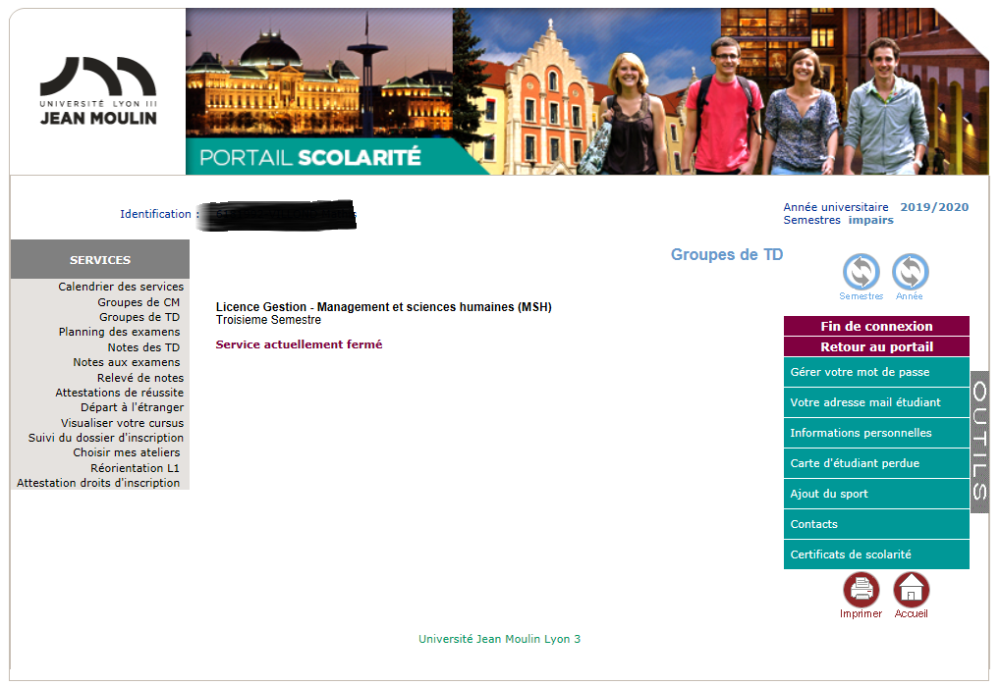 UNIVERSITÉ LYON III
JEAN MOULIN
PORTAIL SCOLARITÉ
Identification :
Année universitaire 2019/2020
Semestres impairs
SERVICES
Calendrier des services
Groupes de CM
Groupes de TD
Planning des examens
Notes des TD
Notes aux examens
Relevé de notes
Attestations de réussite
Départ à l'étranger
Visualiser votre cursus
Suivi du dossier d'inscription
Choisir mes ateliers
Réorientation L1
Attestation droits d'inscription
Groupes de TD
Licence Gestion - Management et sciences humaines (MSH)
Troisieme Semestre
Service actuellement fermé
Semestres Année
Fin de connexion
Retour au portail
Gérer votre mot de passe
Votre adresse mail étudiant
Informations personnelles
Carte d'étudiant perdue
Ajout du sport
Contacts
Certificats de scolarité
OUTILS
Imprimer Accueil
Université Jean Moulin Lyon 3